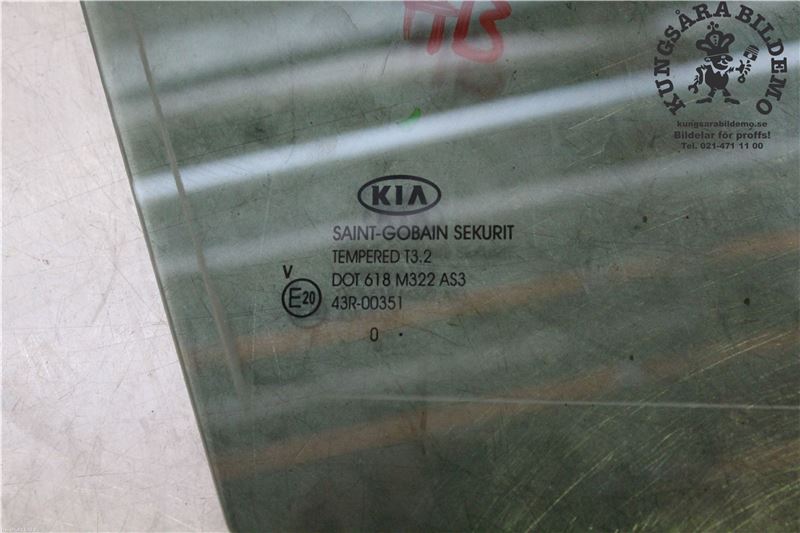 KUNGSÅRA BILDEMO
kungsarabildemo.se
Bildelar för proffs!
Tel. 021-471 11 00
KIA
SAINT-GOBAIN SEKURIT
TEMPERED T3.2
V
DOT 618 M322 AS3
E20
43R-00351
0 .